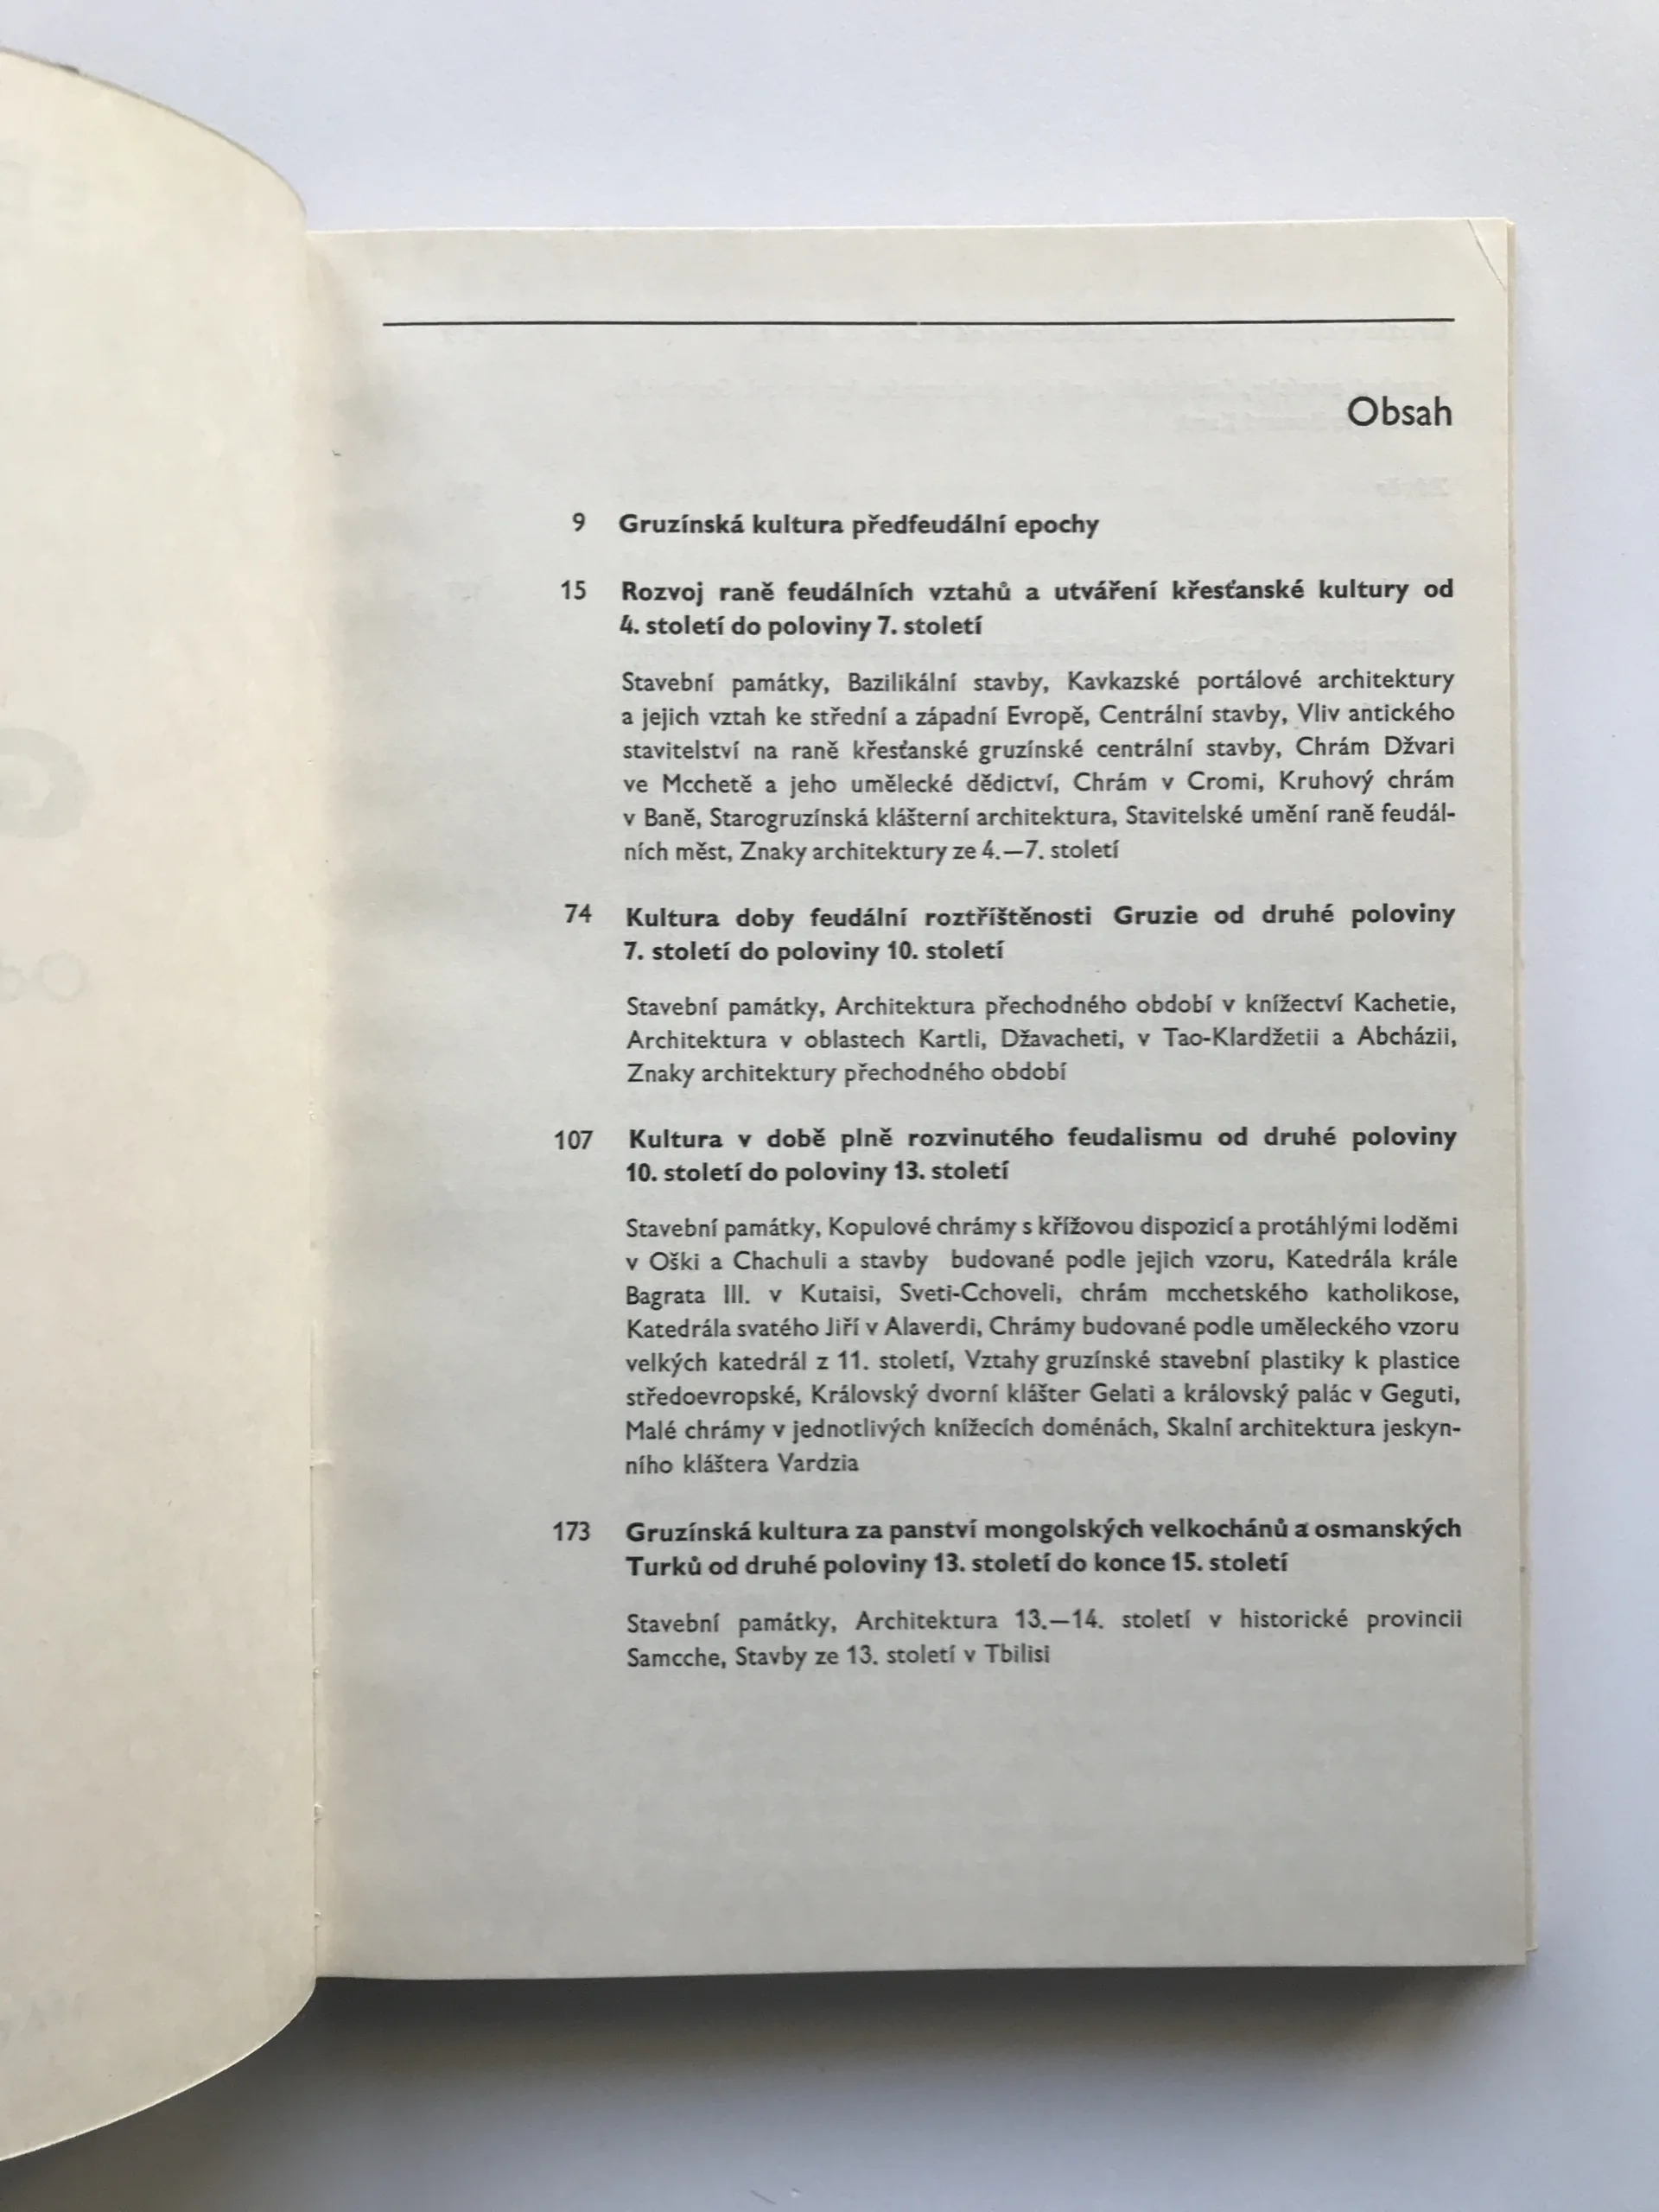 Obsah
9 Gruzínská kultura předfeudální epochy
15 Rozvoj raně feudálních vztahů a utváření křesťanské kultury od
4. století do poloviny 7. století
Stavební památky, Bazilikální stavby, Kavkazské portálové architektury
a jejich vztah ke střední a západní Evropě, Centrální stavby, Vliv antického
stavitelství na raně křesťanské gruzínské centrální stavby, Chrám Džvari
ve Mcchetě a jeho umělecké dědictví, Chrám v Cromi, Kruhový chrám
v Baně, Starogruzínská klášterní architektura, Stavitelské umění raně feudál-
ních měst, Znaky architektury ze 4.—7. století
74 Kultura doby feudální roztříštěnosti Gruzie od druhé poloviny
7. století do poloviny 10. století
Stavební památky, Architektura přechodného období v knížectví Kachetie,
Architektura v oblastech Kartli, Džavacheti, v Tao-Klardžetii a Abcházii,
Znaky architektury přechodného období
107 Kultura v době plně rozvinutého feudalismu od druhé poloviny
10. století do poloviny 13. století
Stavební památky, Kopulové chrámy s křížovou dispozicí a protáhlými loděmi
v Oški a Chachuli a stavby budované podle jejich vzoru, Katedrála krále
Bagrata III. v Kutaisi, Sveti-Cchoveli, chrám mcchetského katholikose,
Katedrála svatého Jiří v Alaverdi, Chrámy budované podle uměleckého vzoru
velkých katedrál z 11. století, Vztahy gruzínské stavební plastiky k plastice
středoevropské, Královský dvorní klášter Gelati a královský palác v Geguti,
Malé chrámy v jednotlivých knížecích doménách, Skalní architektura jeskyn-
ního kláštera Vardzia
173 Gruzínská kultura za panství mongolských velkochánů a osmanských
Turků od druhé poloviny 13. století do konce 15. století
Stavební památky, Architektura 13.—14. století v historické provincii
Samcche, Stavby ze 13. století v Tbilisi